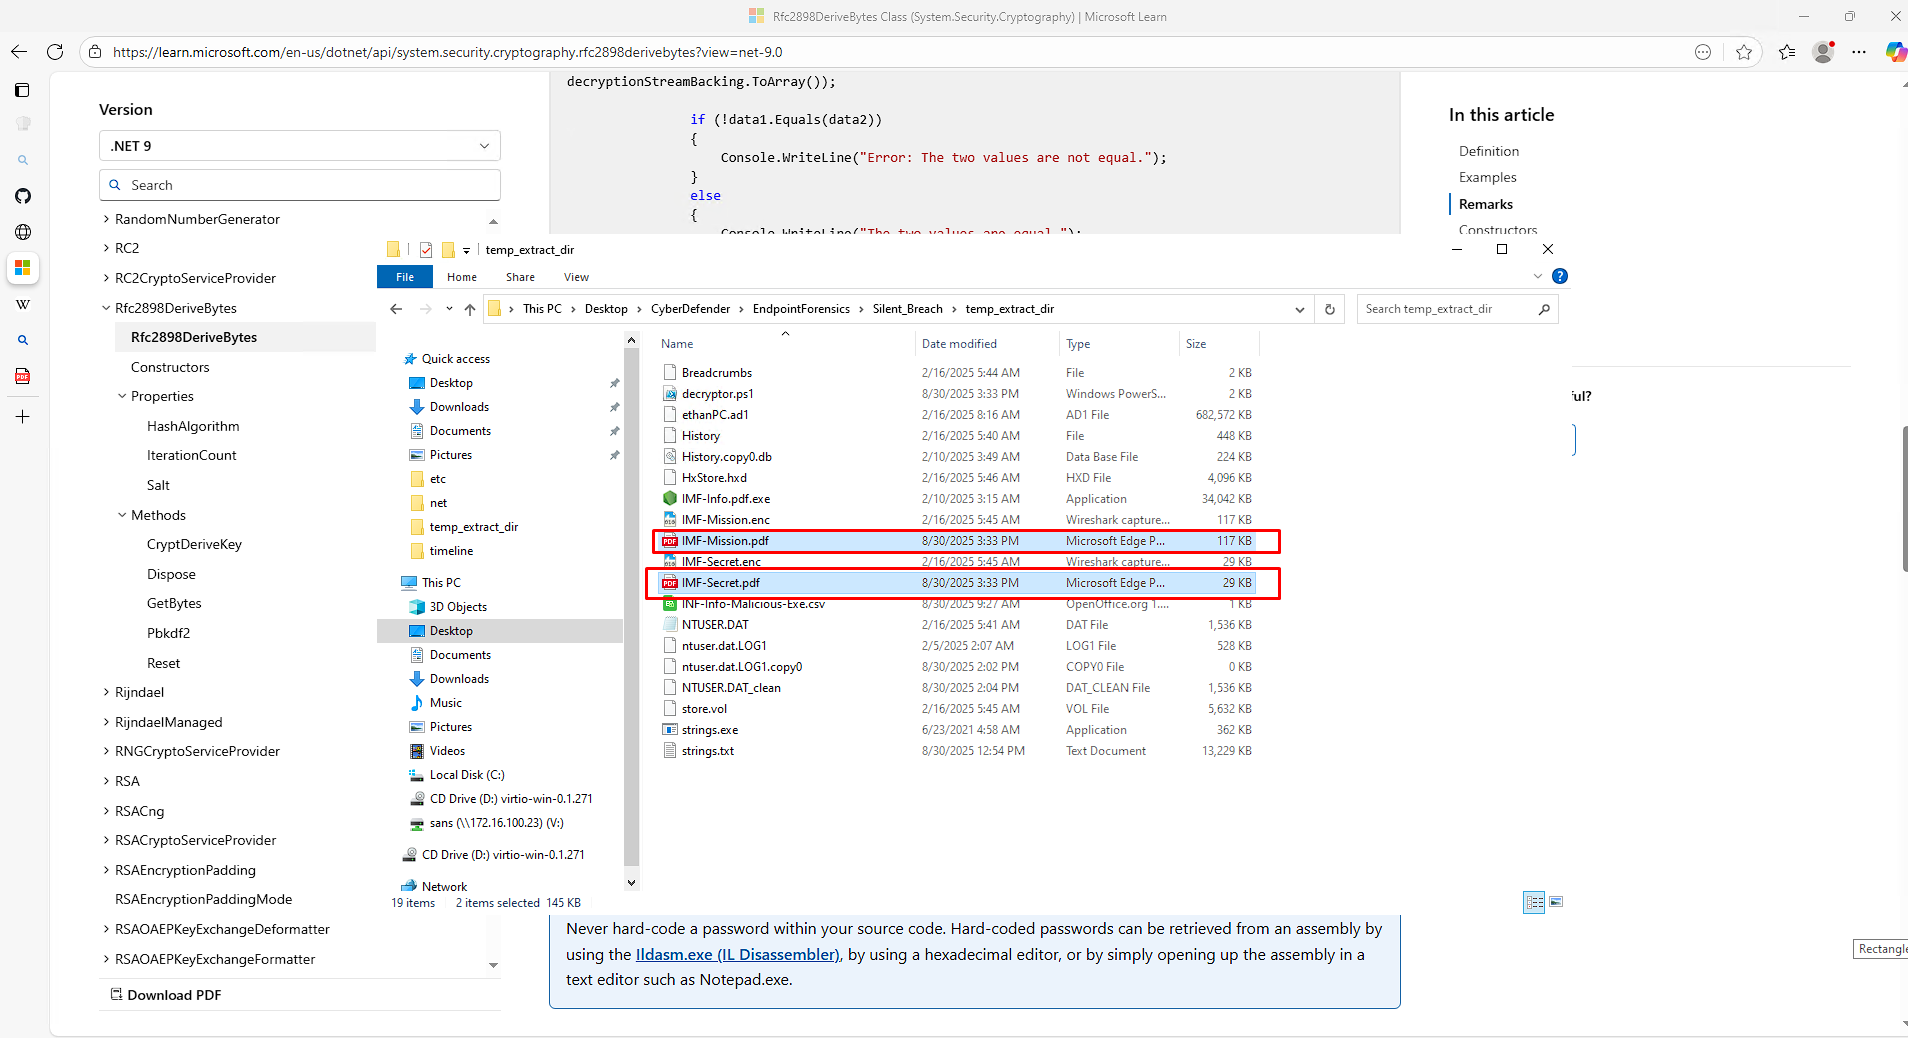 Rfc2898DeriveBytes Class (System.Security.Cryptography) | Microsoft Learn
https://learn.microsoft.com/en-us/dotnet/api/system.security.cryptography.rfc2898derivebytes?view=net-9.0
W
PDF
Version
.NET 9
Search
RandomNumberGenerator
RC2
RC2CryptoServiceProvider
Rfc2898DeriveBytes
Rfc2898DeriveBytes
Constructors
Properties
HashAlgorithm
IterationCount
Salt
Methods
CryptDeriveKey
Dispose
GetBytes
Pbkdf2
Reset
Rijndael
RijndaelManaged
RNGCryptoServiceProvider
RSA
RSACng
RSACryptoServiceProvider
RSAEncryptionPadding
RSAEncryptionPaddingMode
RSAOAEPKeyExchangeDeformatter
RSAOAEPKeyExchangeFormatter
Download PDF
decryptionStreamBacking.ToArray());
if (!data1.Equals(data2))
{
Console.WriteLine("Error: The two values are not equal.");
}
else
{
Console.WriteLine("The two values are equal.");
In this article
Definition
Examples
Remarks
Constructors
ful?
temp_extract_dir
File Home Share View
This PC > Desktop > CyberDefender > EndpointForensics > Silent_Breach > temp_extract_dir
Search temp_extract_dir
Quick access
Desktop
Downloads
Documents
Pictures
etc
net
temp_extract_dir
timeline
This PC
3D Objects
Desktop
Documents
Downloads
Music
Pictures
Videos
Local Disk (C:)
CD Drive (D:) virtio-win-0.1.271
sans (\\172.16.100.23) (V:)
CD Drive (D:) virtio-win-0.1.271
Network
Name Date modified Type Size
Breadcrumbs 2/16/2025 5:44 AM File 2 KB
decryptor.ps1 8/30/2025 3:33 PM Windows PowerS... 2 KB
ethanPC.ad1 2/16/2025 8:16 AM AD1 File 682,572 KB
History 2/16/2025 5:40 AM File 448 KB
History.copy0.db 2/10/2025 3:49 AM Data Base File 224 KB
HxStore.hxd 2/16/2025 5:46 AM HXD File 4,096 KB
IMF-Info.pdf.exe 2/10/2025 3:15 AM Application 34,042 KB
IMF-Mission.enc 2/16/2025 5:45 AM Wireshark capture... 117 KB
IMF-Mission.pdf 8/30/2025 3:33 PM Microsoft Edge P... 117 KB
IMF-Secret.enc 2/16/2025 5:45 AM Wireshark capture... 29 KB
IMF-Secret.pdf 8/30/2025 3:33 PM Microsoft Edge P... 29 KB
INF-Info-Malicious-Exe.csv 8/30/2025 9:27 AM OpenOffice.org 1.... 1 KB
NTUSER.DAT 2/16/2025 5:41 AM DAT File 1,536 KB
ntuser.dat.LOG1 2/5/2025 2:07 AM LOG1 File 528 KB
ntuser.dat.LOG1.copy0 8/30/2025 2:02 PM COPY0 File 0 KB
NTUSER.DAT_clean 8/30/2025 2:04 PM DAT_CLEAN File 1,536 KB
store.vol 2/16/2025 5:45 AM VOL File 5,632 KB
strings.exe 6/23/2021 4:58 AM Application 362 KB
strings.txt 8/30/2025 12:54 PM Text Document 13,229 KB
19 items 2 items selected 145 KB
Never hard-code a password within your source code. Hard-coded passwords can be retrieved from an assembly by
using the Ildasm.exe (IL Disassembler), by using a hexadecimal editor, or by simply opening up the assembly in a
text editor such as Notepad.exe.
Rectangle